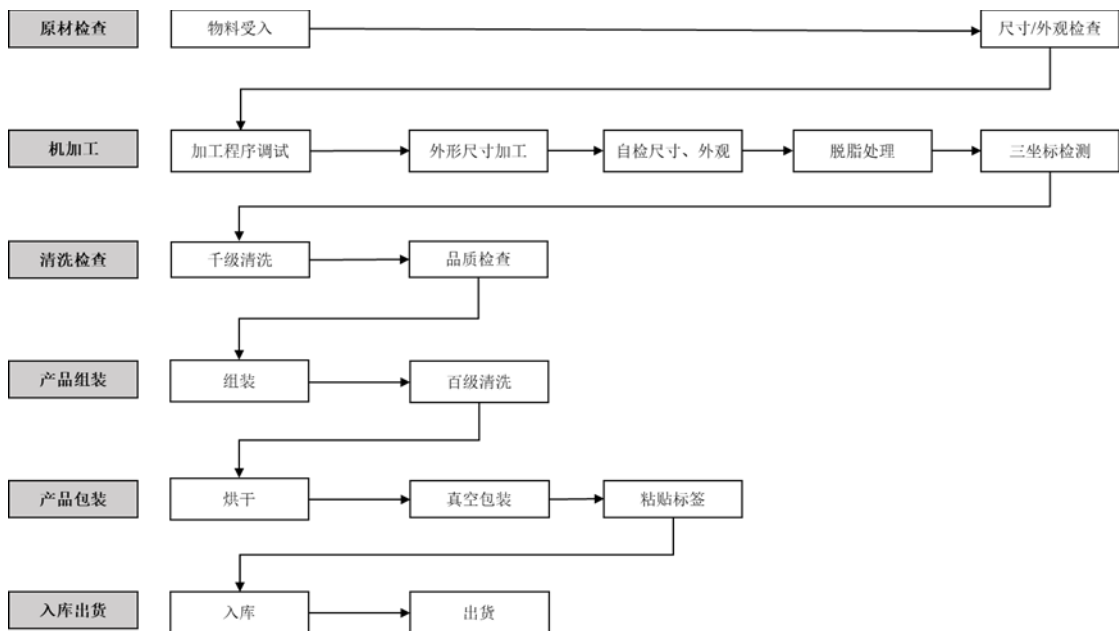 原材检查
物料受入
尺寸/外观检查
机加工
加工程序调试
外形尺寸加工
自检尺寸、外观
脱脂处理
三坐标检测
清洗检查
千级清洗
品质检查
产品组装
组装
百级清洗
产品包装
烘干
真空包装
粘贴标签
入库出货
入库
出货